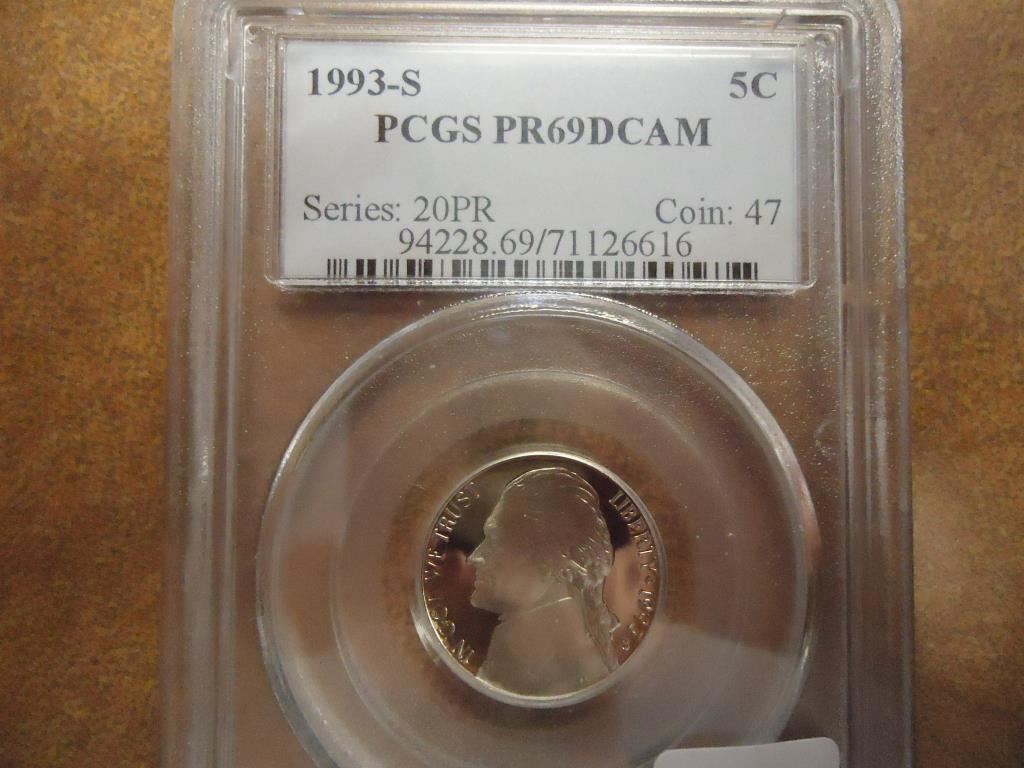 1993-S 5C
PCGS PR69DCAM
Series: 20PR Coin: 47
94228.69/71126616
IN GOD WE TRUST
LIBERTY 1993 S